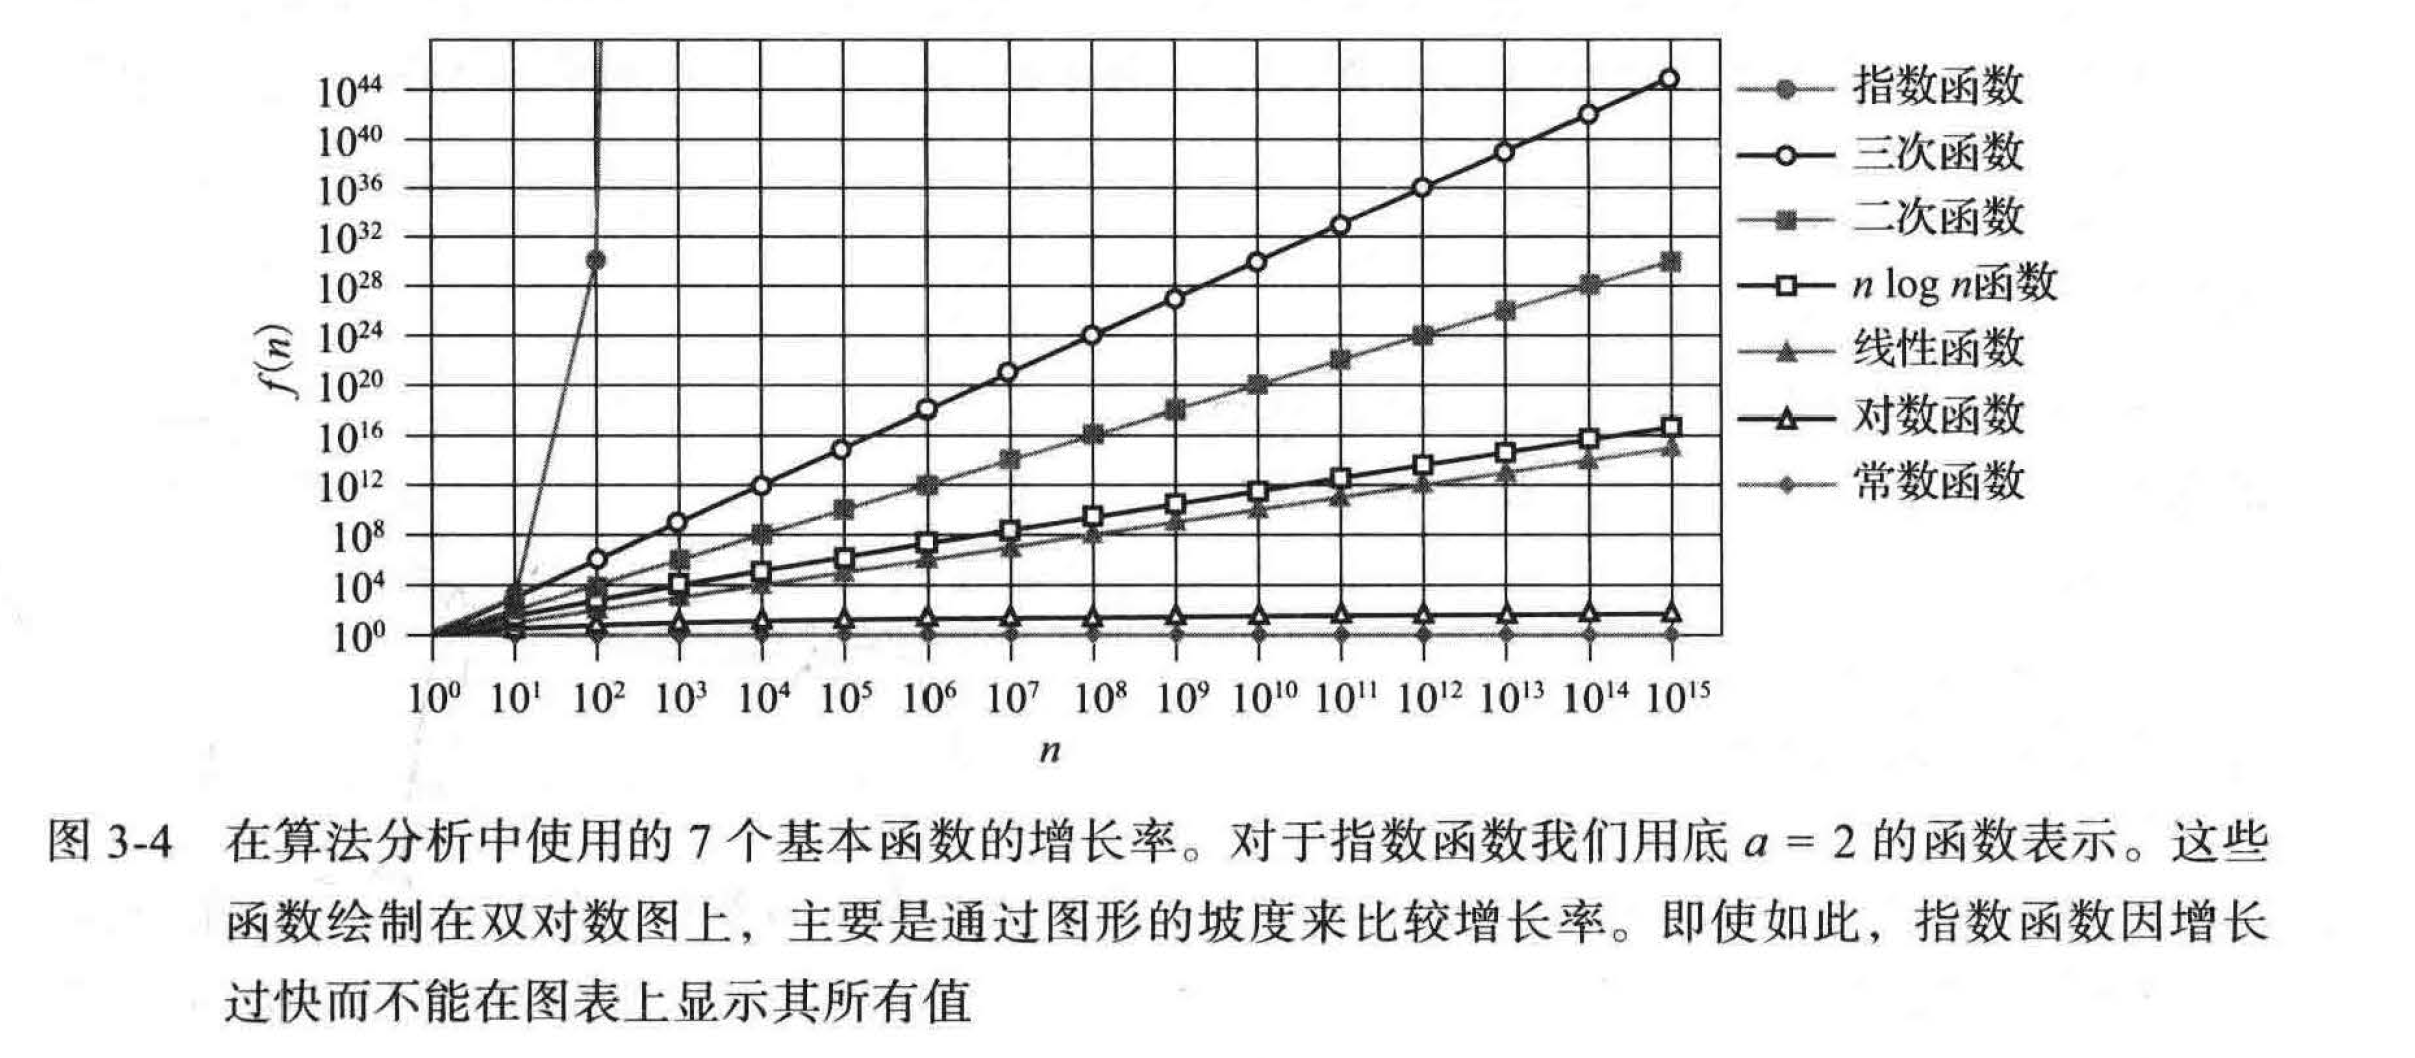 10⁴⁴
10⁴⁰
10³⁶
10³²
10²⁸
10²⁴
10²⁰
10¹⁶
10¹²
10⁸
10⁴
10⁰
f(n)
10⁰ 10¹ 10² 10³ 10⁴ 10⁵ 10⁶ 10⁷ 10⁸ 10⁹ 10¹⁰ 10¹¹ 10¹² 10¹³ 10¹⁴ 10¹⁵
n
指数函数
三次函数
二次函数
n log n函数
线性函数
对数函数
常数函数
图 3-4 在算法分析中使用的 7 个基本函数的增长率。对于指数函数我们用底 a = 2 的函数表示。这些
函数绘制在双对数图上，主要是通过图形的坡度来比较增长率。即使如此，指数函数因增长
过快而不能在图表上显示其所有值